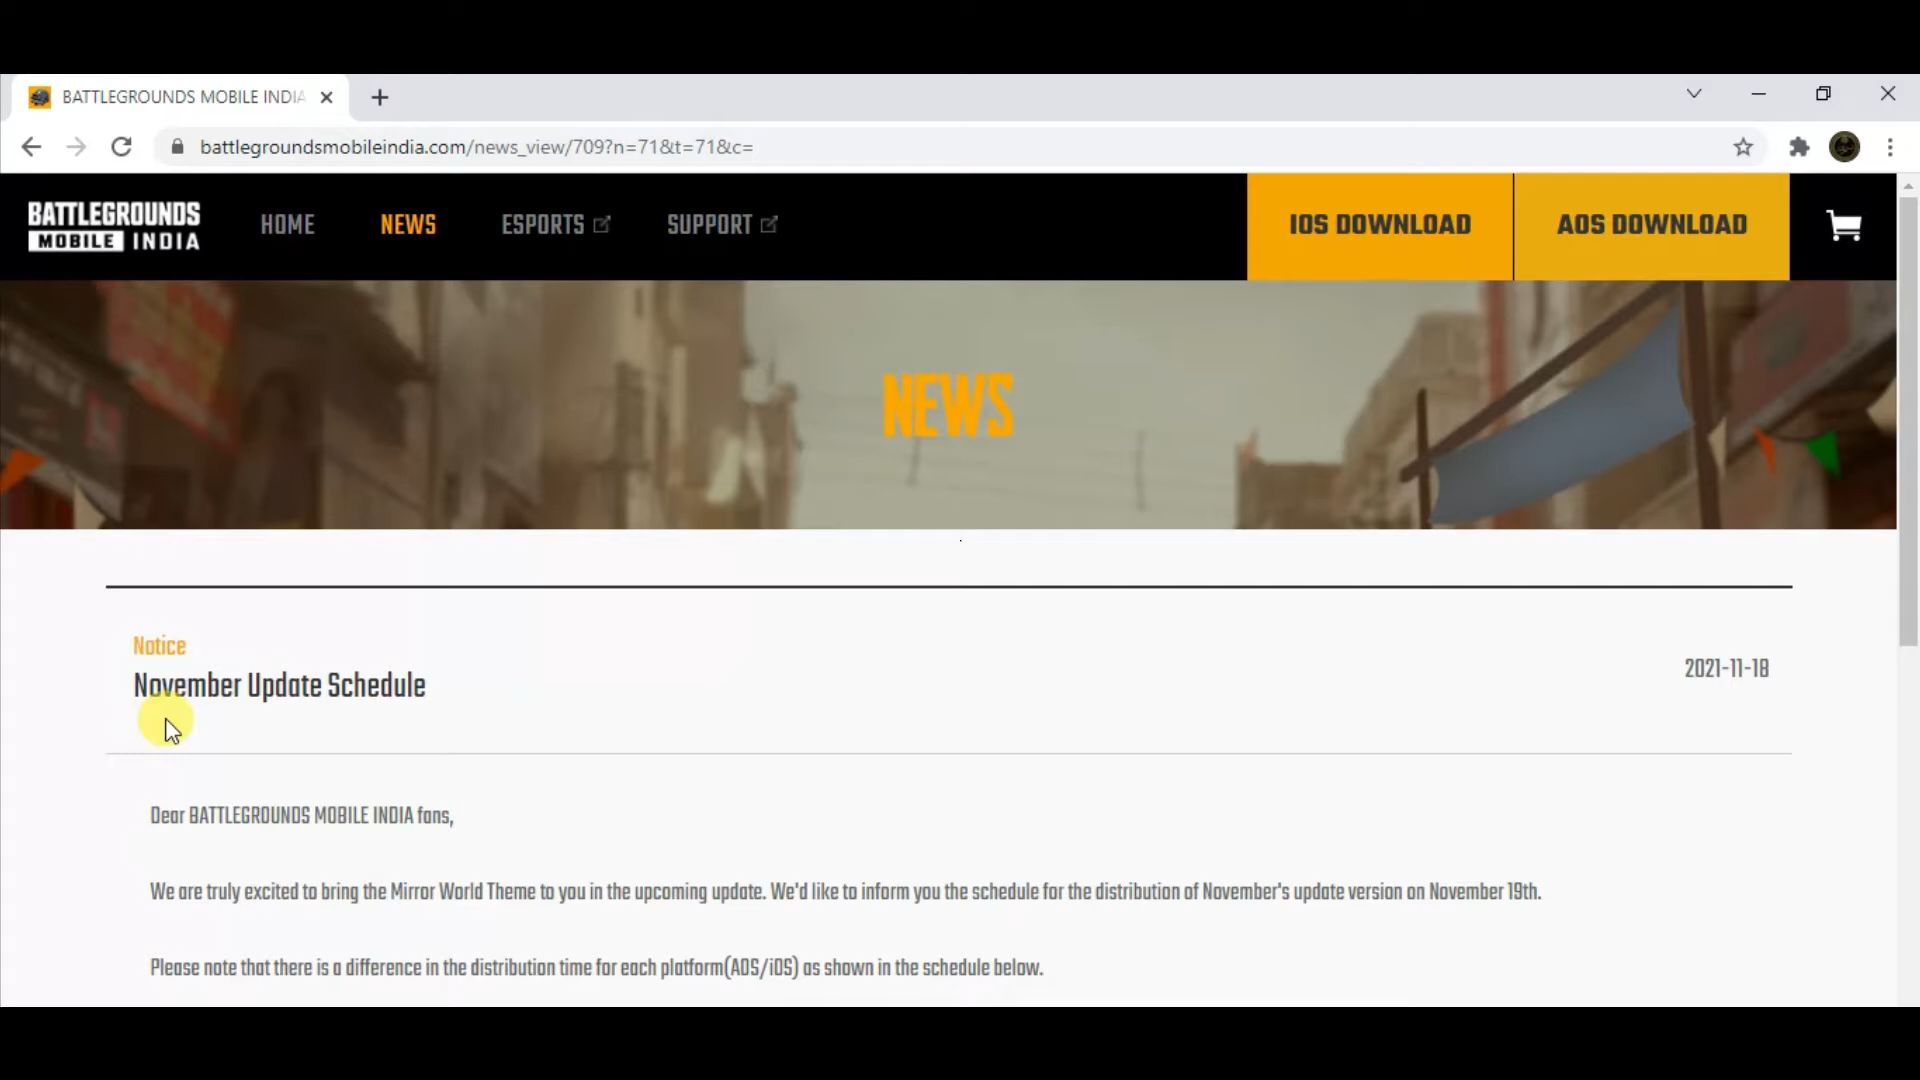 BATTLEGROUNDS MOBILE INDIA
battlegroundsmobileindia.com/news_view/709?n=71&t=71&c=
BATTLEGROUNDS
MOBILE INDIA
HOME
NEWS
ESPORTS
SUPPORT
IOS DOWNLOAD
AOS DOWNLOAD
NEWS
Notice
November Update Schedule
2021-11-18
Dear BATTLEGROUNDS MOBILE INDIA fans,
We are truly excited to bring the Mirror World Theme to you in the upcoming update. We'd like to inform you the schedule for the distribution of November's update version on November 19th.
Please note that there is a difference in the distribution time for each platform(AOS/iOS) as shown in the schedule below.